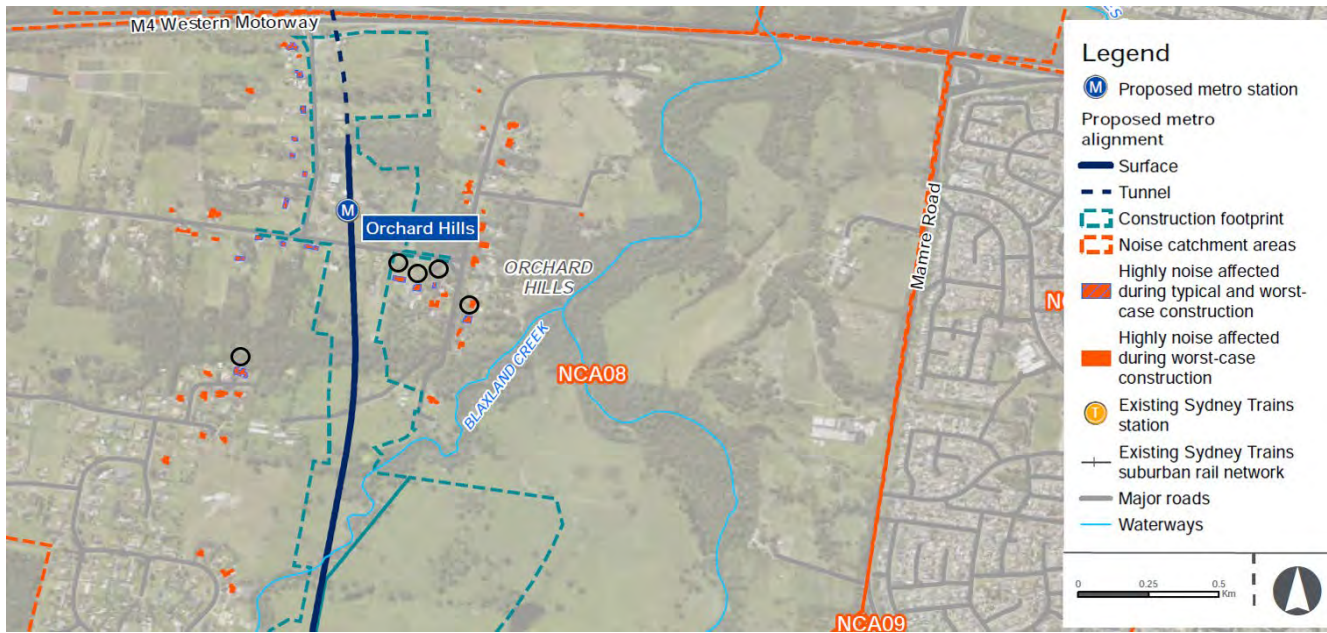 M4 Western Motorway
M
Orchard Hills
ORCHARD
HILLS
BLAXLAND CREEK
NCA08
Mamre Road
NCA09
Legend
M Proposed metro station
Proposed metro
alignment
Surface
Tunnel
Construction footprint
Noise catchment areas
Highly noise affected
during typical and worst-
case construction
Highly noise affected
during worst-case
construction
T Existing Sydney Trains
station
Existing Sydney Trains
suburban rail network
Major roads
Waterways
0 0.25 0.5
Km